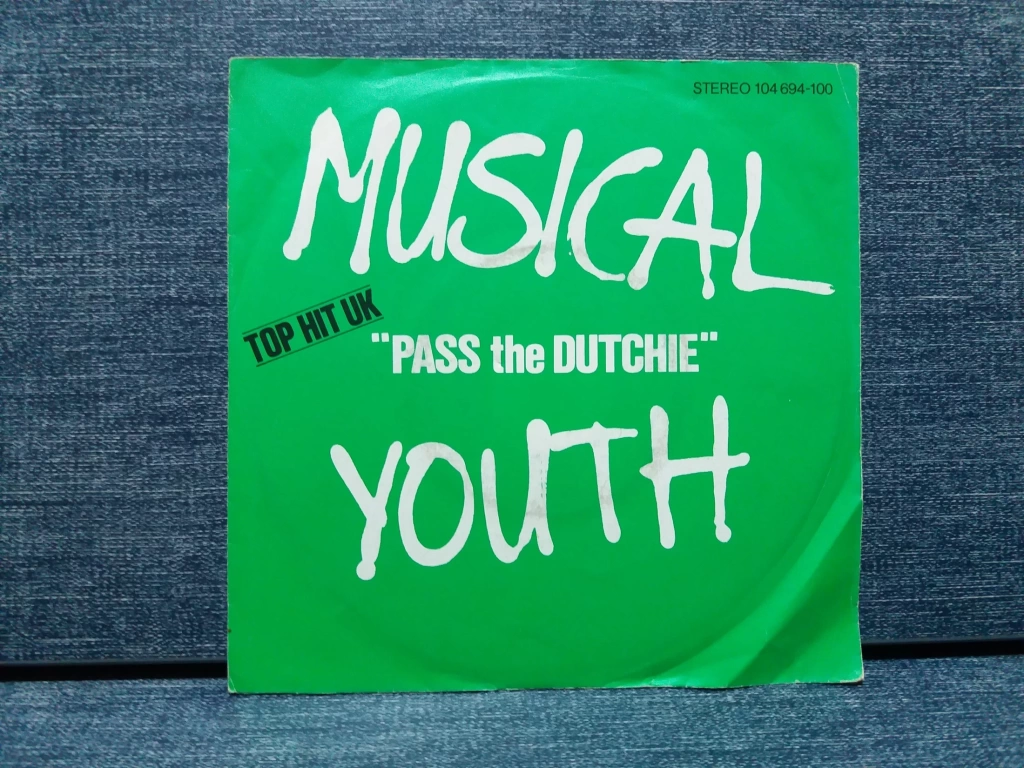 STEREO 104 694-100
MUSICAL
TOP HIT UK
"PASS the DUTCHIE"
YOUTH